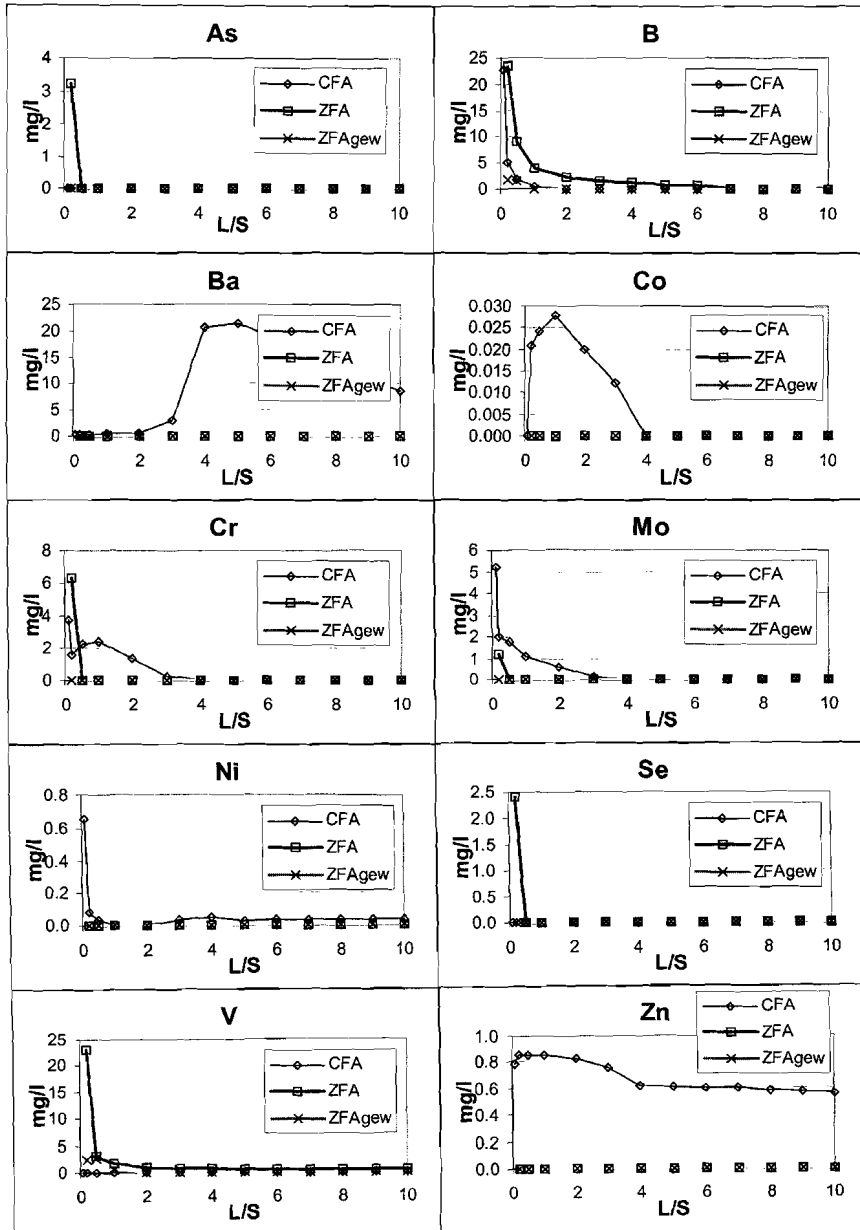 As
4
3
2
1
0
mg/l
0 2 4 6 8 10
L/S
CFA
ZFA
ZFAgew
B
25
20
15
10
5
0
mg/l
0 2 4 6 8 10
L/S
CFA
ZFA
ZFAgew
Ba
25
20
15
10
5
0
mg/l
0 2 4 6 8 10
L/S
CFA
ZFA
ZFAgew
Co
0.030
0.025
0.020
0.015
0.010
0.005
0.000
mg/l
0 2 4 6 8 10
L/S
CFA
ZFA
ZFAgew
Cr
8
6
4
2
0
mg/l
0 2 4 6 8 10
L/S
CFA
ZFA
ZFAgew
Mo
6
5
4
3
2
1
0
mg/l
0 2 4 6 8 10
L/S
CFA
ZFA
ZFAgew
Ni
0.8
0.6
0.4
0.2
0.0
mg/l
0 2 4 6 8 10
L/S
CFA
ZFA
ZFAgew
Se
2.5
2.0
1.5
1.0
0.5
0.0
mg/l
0 2 4 6 8 10
L/S
CFA
ZFA
ZFAgew
V
25
20
15
10
5
0
mg/l
0 2 4 6 8 10
L/S
CFA
ZFA
ZFAgew
Zn
1.0
0.8
0.6
0.4
0.2
0.0
mg/l
0 2 4 6 8 10
L/S
CFA
ZFA
ZFAgew